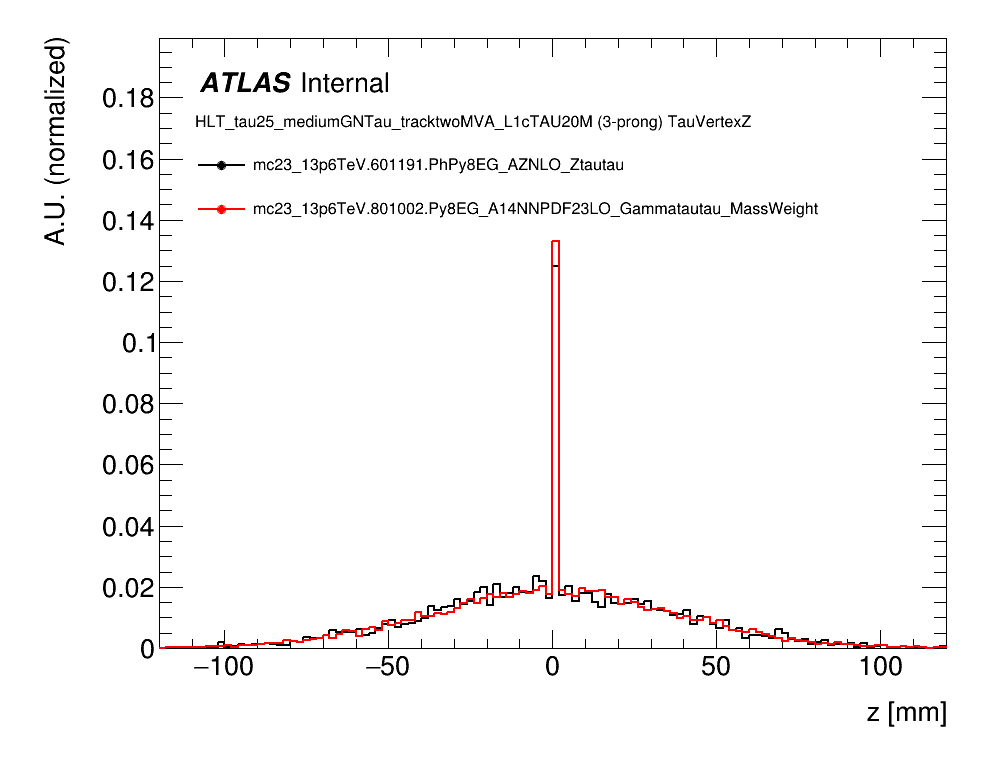 A.U. (normalized)
ATLAS Internal
HLT_tau25_mediumGNTau_tracktwoMVA_L1cTAU20M (3-prong) TauVertexZ
mc23_13p6TeV.601191.PhPy8EG_AZNLO_Ztautau
mc23_13p6TeV.801002.Py8EG_A14NNPDF23LO_Gammatautau_MassWeight
0.18
0.16
0.14
0.12
0.1
0.08
0.06
0.04
0.02
0
−100 −50 0 50 100
z [mm]